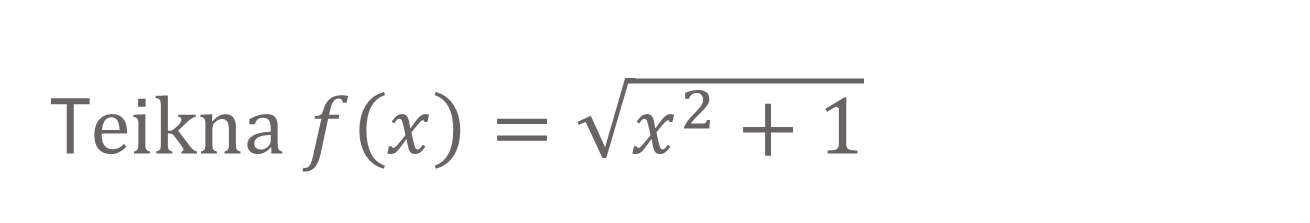 Teikna f(x) = √(x² + 1)